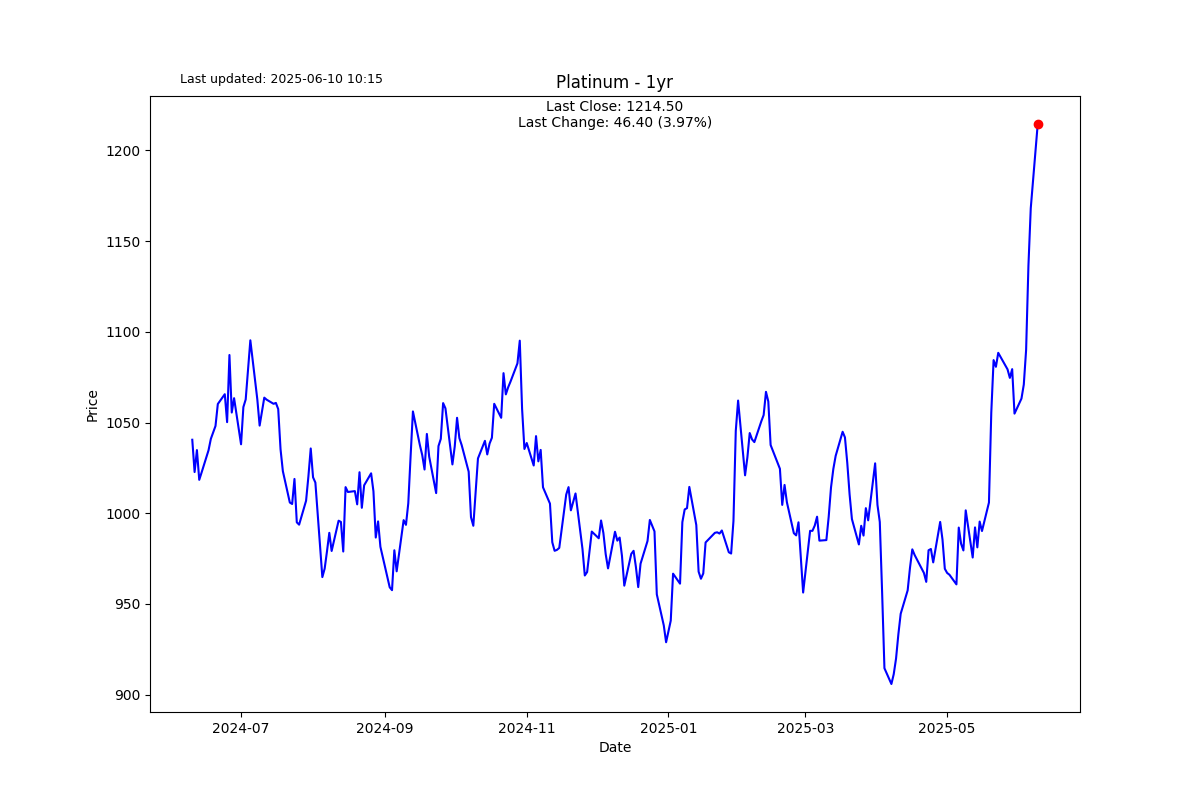 Last updated: 2025-06-10 10:15
Platinum - 1yr
Last Close: 1214.50
Last Change: 46.40 (3.97%)
1200
1150
1100
1050
1000
950
900
Price
2024-07
2024-09
2024-11
2025-01
2025-03
2025-05
Date